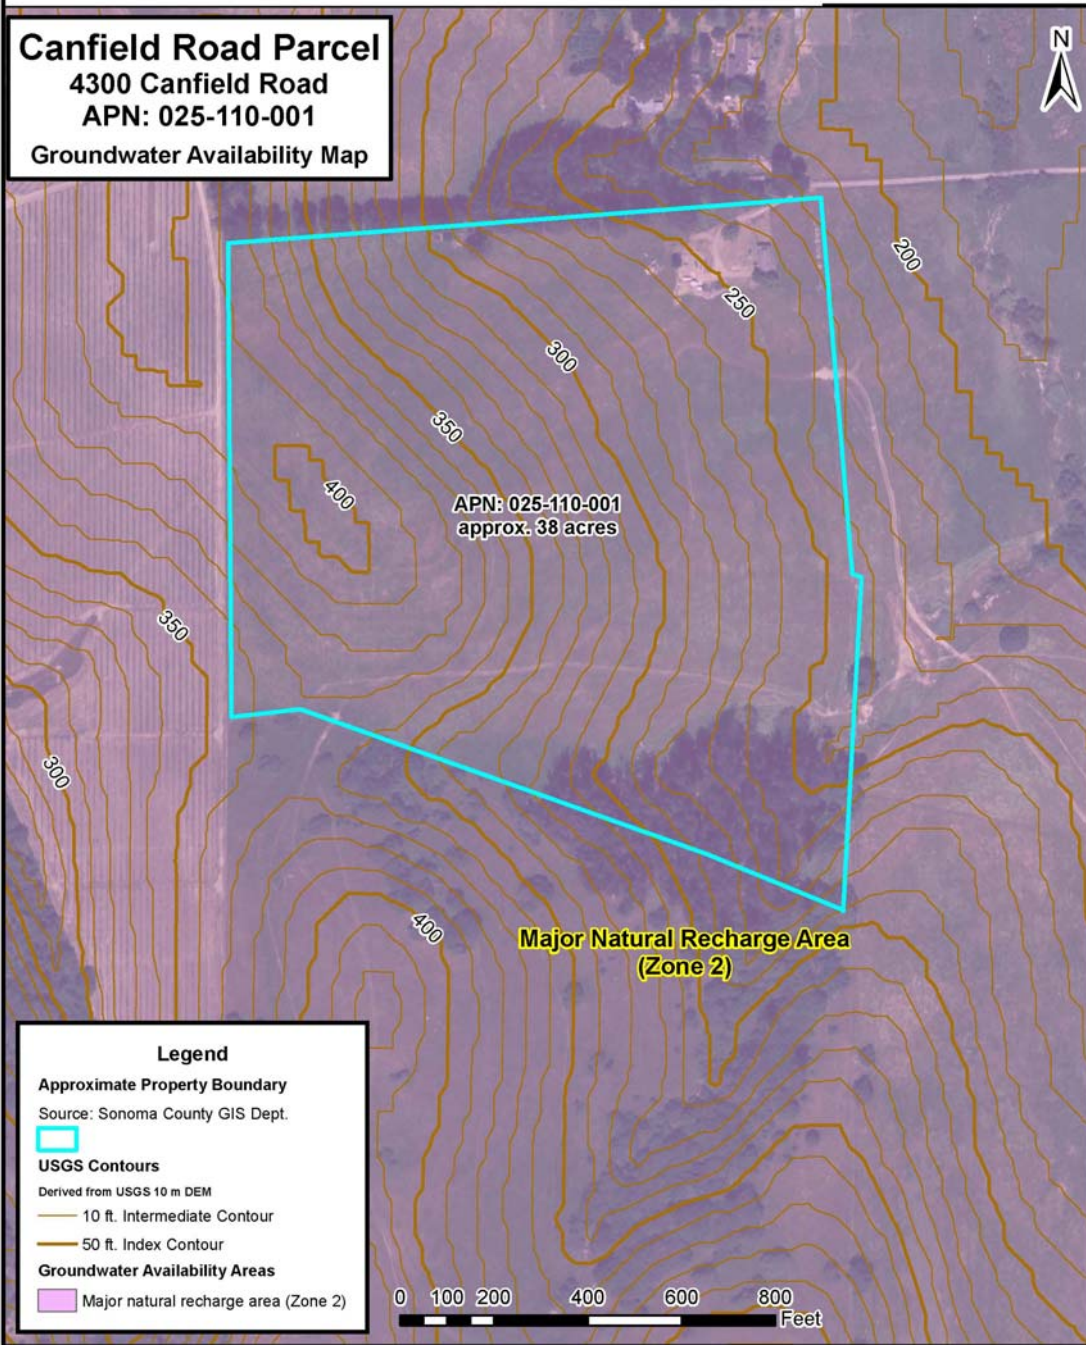 Canfield Road Parcel
4300 Canfield Road
APN: 025-110-001
Groundwater Availability Map
N
200
250
300
350
400
APN: 025-110-001
approx. 38 acres
350
300
400
Major Natural Recharge Area
(Zone 2)
Legend
Approximate Property Boundary
Source: Sonoma County GIS Dept.
USGS Contours
Derived from USGS 10 m DEM
10 ft. Intermediate Contour
50 ft. Index Contour
Groundwater Availability Areas
Major natural recharge area (Zone 2)
0 100 200 400 600 800
Feet